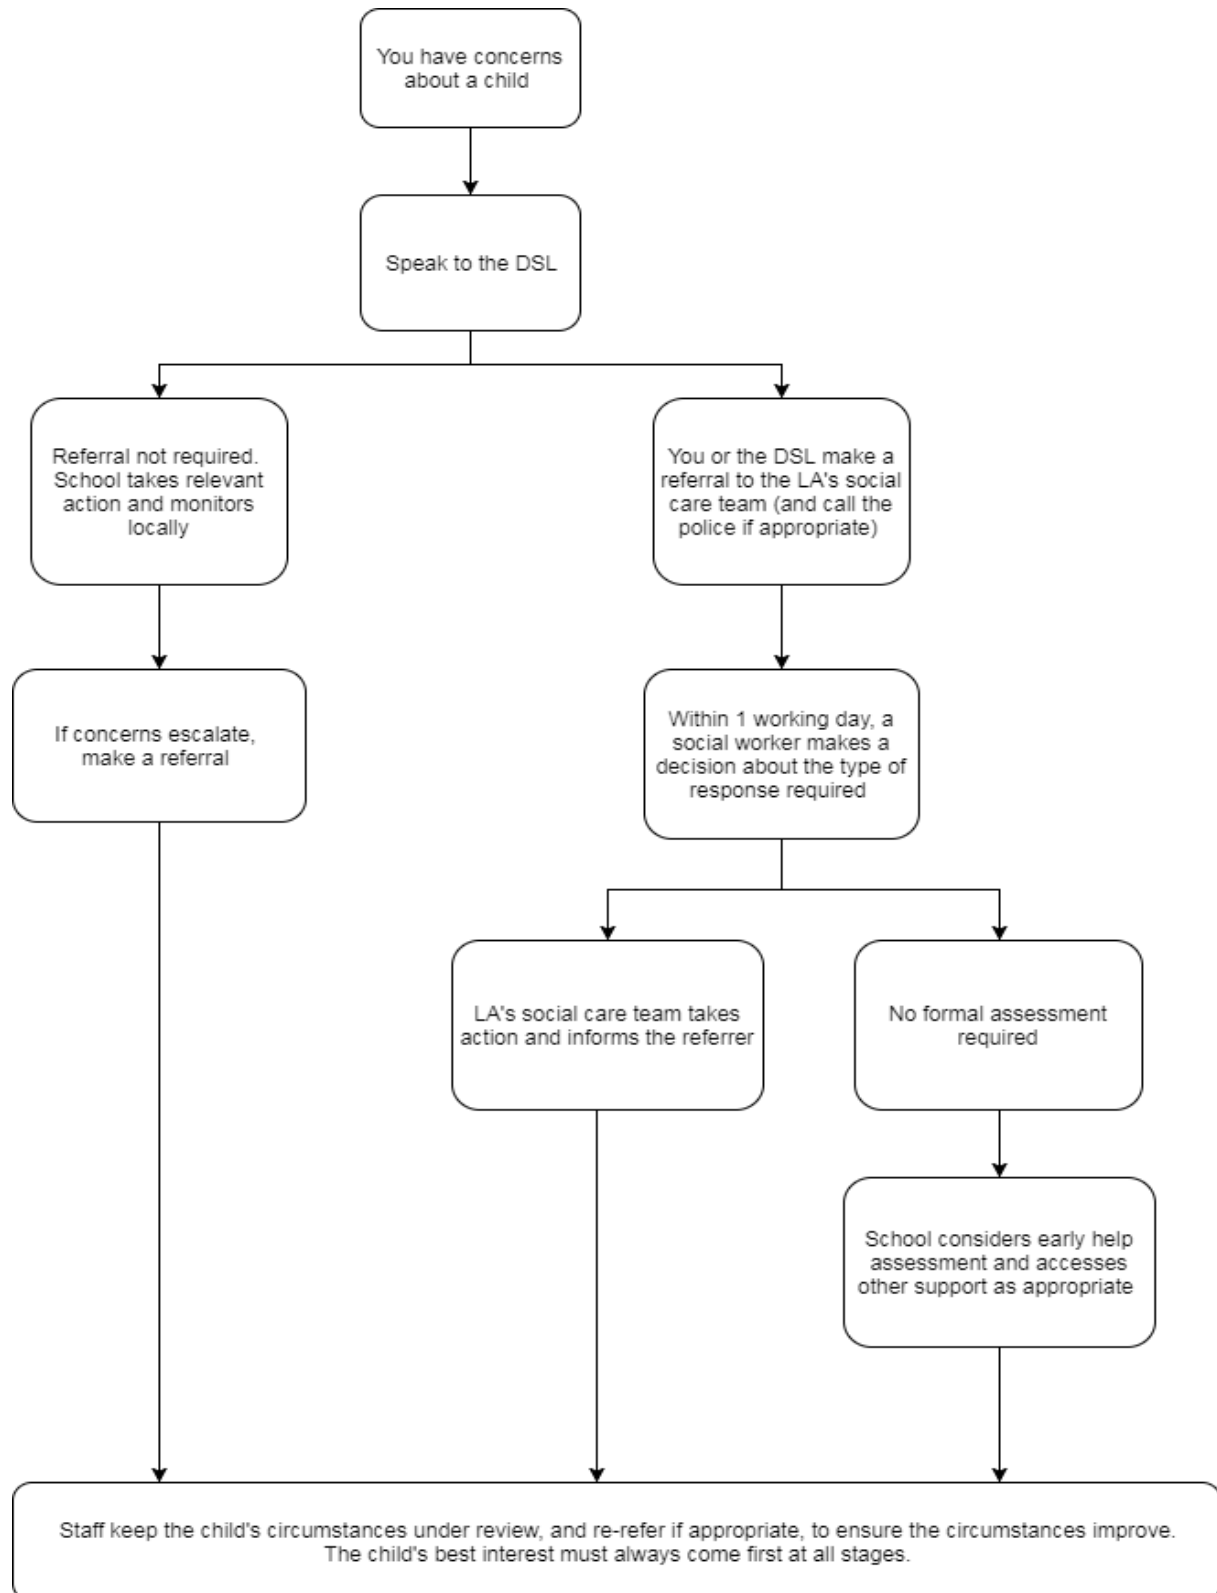 You have concerns
about a child
Speak to the DSL
Referral not required.
School takes relevant
action and monitors
locally
You or the DSL make a
referral to the LA's social
care team (and call the
police if appropriate)
If concerns escalate,
make a referral
Within 1 working day, a
social worker makes a
decision about the type of
response required
LA's social care team takes
action and informs the referrer
No formal assessment
required
School considers early help
assessment and accesses
other support as appropriate
Staff keep the child's circumstances under review, and re-refer if appropriate, to ensure the circumstances improve.
The child's best interest must always come first at all stages.